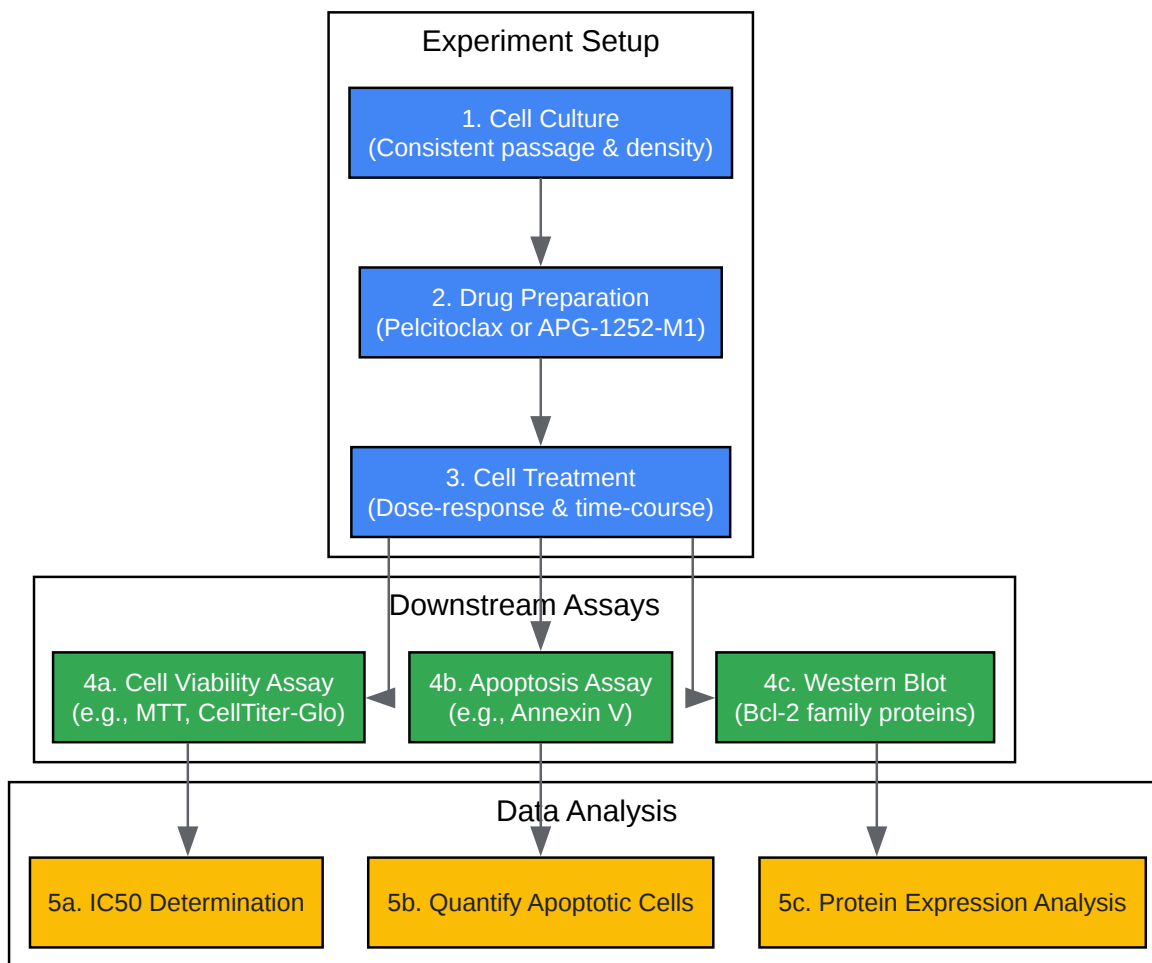 Experiment Setup
1. Cell Culture
(Consistent passage & density)
2. Drug Preparation
(Pelcitoclax or APG-1252-M1)
3. Cell Treatment
(Dose-response & time-course)
Downstream Assays
4a. Cell Viability Assay
(e.g., MTT, CellTiter-Glo)
4b. Apoptosis Assay
(e.g., Annexin V)
4c. Western Blot
(Bcl-2 family proteins)
Data Analysis
5a. IC50 Determination
5b. Quantify Apoptotic Cells
5c. Protein Expression Analysis